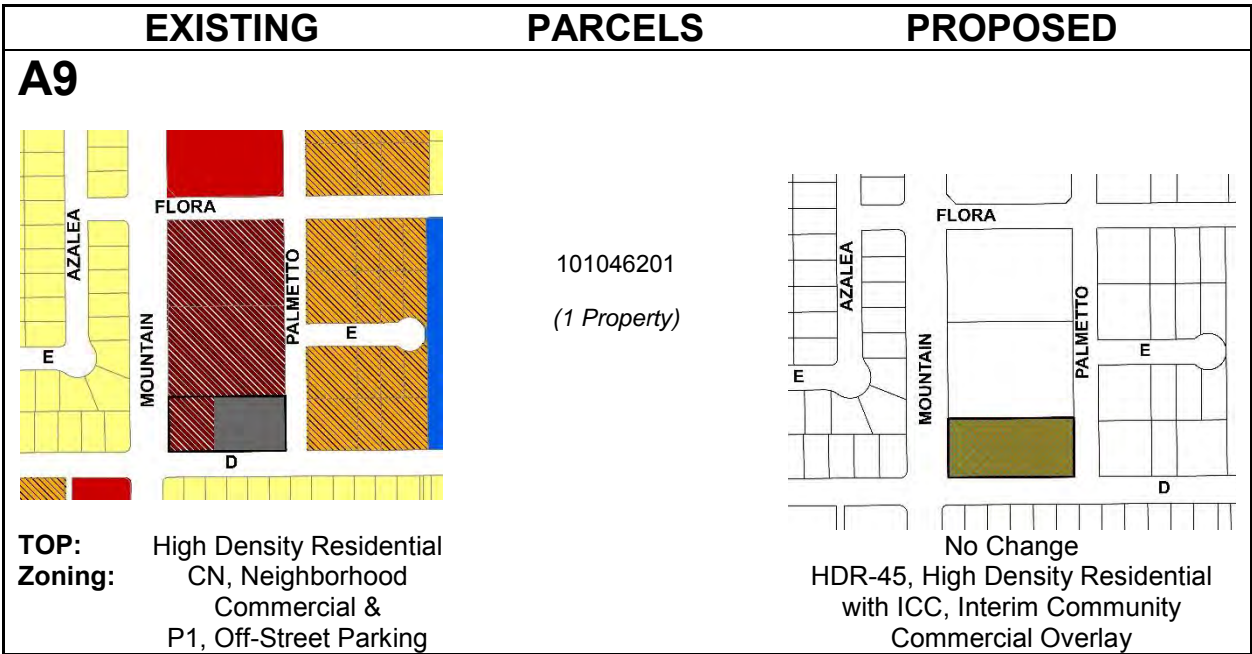 EXISTING PARCELS PROPOSED
A9
FLORA
AZALEA
MOUNTAIN
PALMETTO
E
E
D
101046201
(1 Property)
FLORA
AZALEA
MOUNTAIN
PALMETTO
E
E
D
TOP: High Density Residential
Zoning: CN, Neighborhood
Commercial &
P1, Off-Street Parking
No Change
HDR-45, High Density Residential
with ICC, Interim Community
Commercial Overlay